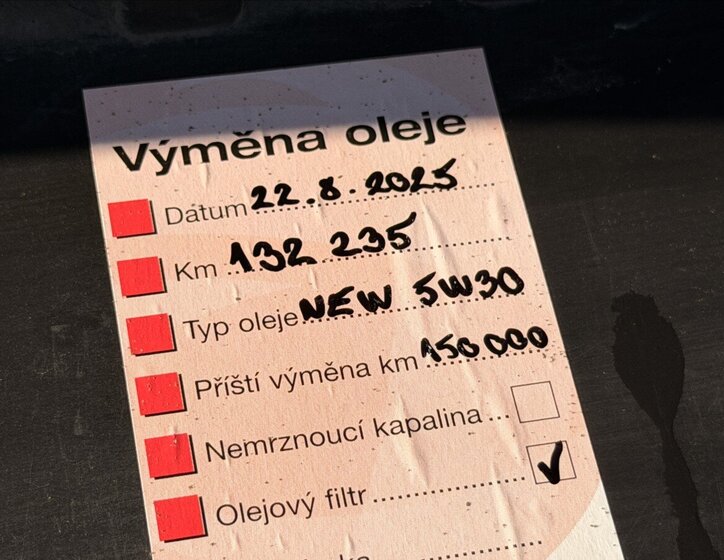 Výměna oleje
Datum 22.8.2025
Km 132 235
Typ oleje NEW 5W30
Příští výměna km 150 000
Nemrznoucí kapalina ...
Olejový filtr